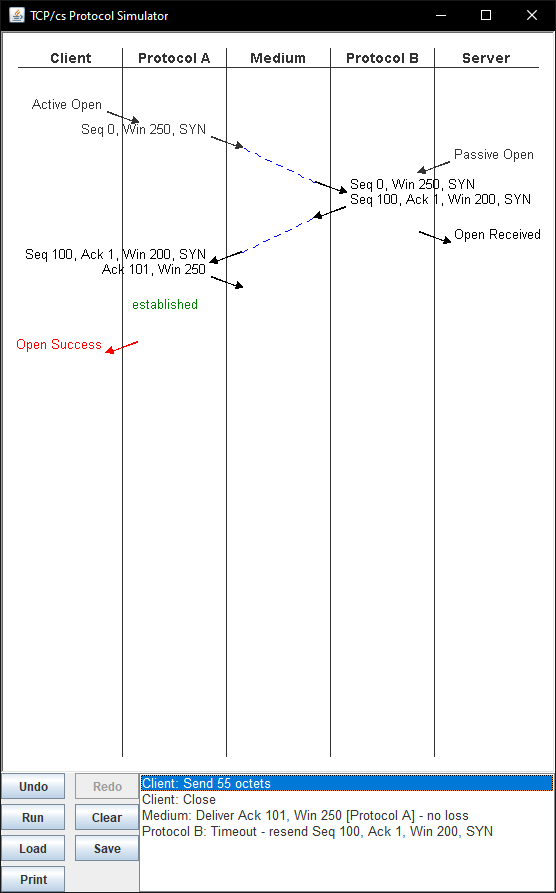 TCP/cs Protocol Simulator
Client Protocol A Medium Protocol B Server
Active Open
Seq 0, Win 250, SYN
Passive Open
Seq 0, Win 250, SYN
Seq 100, Ack 1, Win 200, SYN
Open Received
Seq 100, Ack 1, Win 200, SYN
Ack 101, Win 250
established
Open Success
Undo Redo
Run Clear
Load Save
Print
Client: Send 55 octets
Client: Close
Medium: Deliver Ack 101, Win 250 [Protocol A] - no loss
Protocol B: Timeout - resend Seq 100, Ack 1, Win 200, SYN